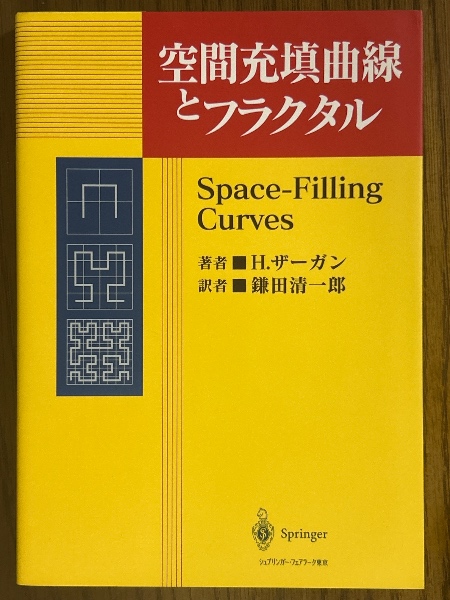 空間充填曲線
とフラクタル
Space-Filling
Curves
著者■H.ザーガン
訳者■鎌田清一郎
Springer
シュプリンガー・フェアラーク東京